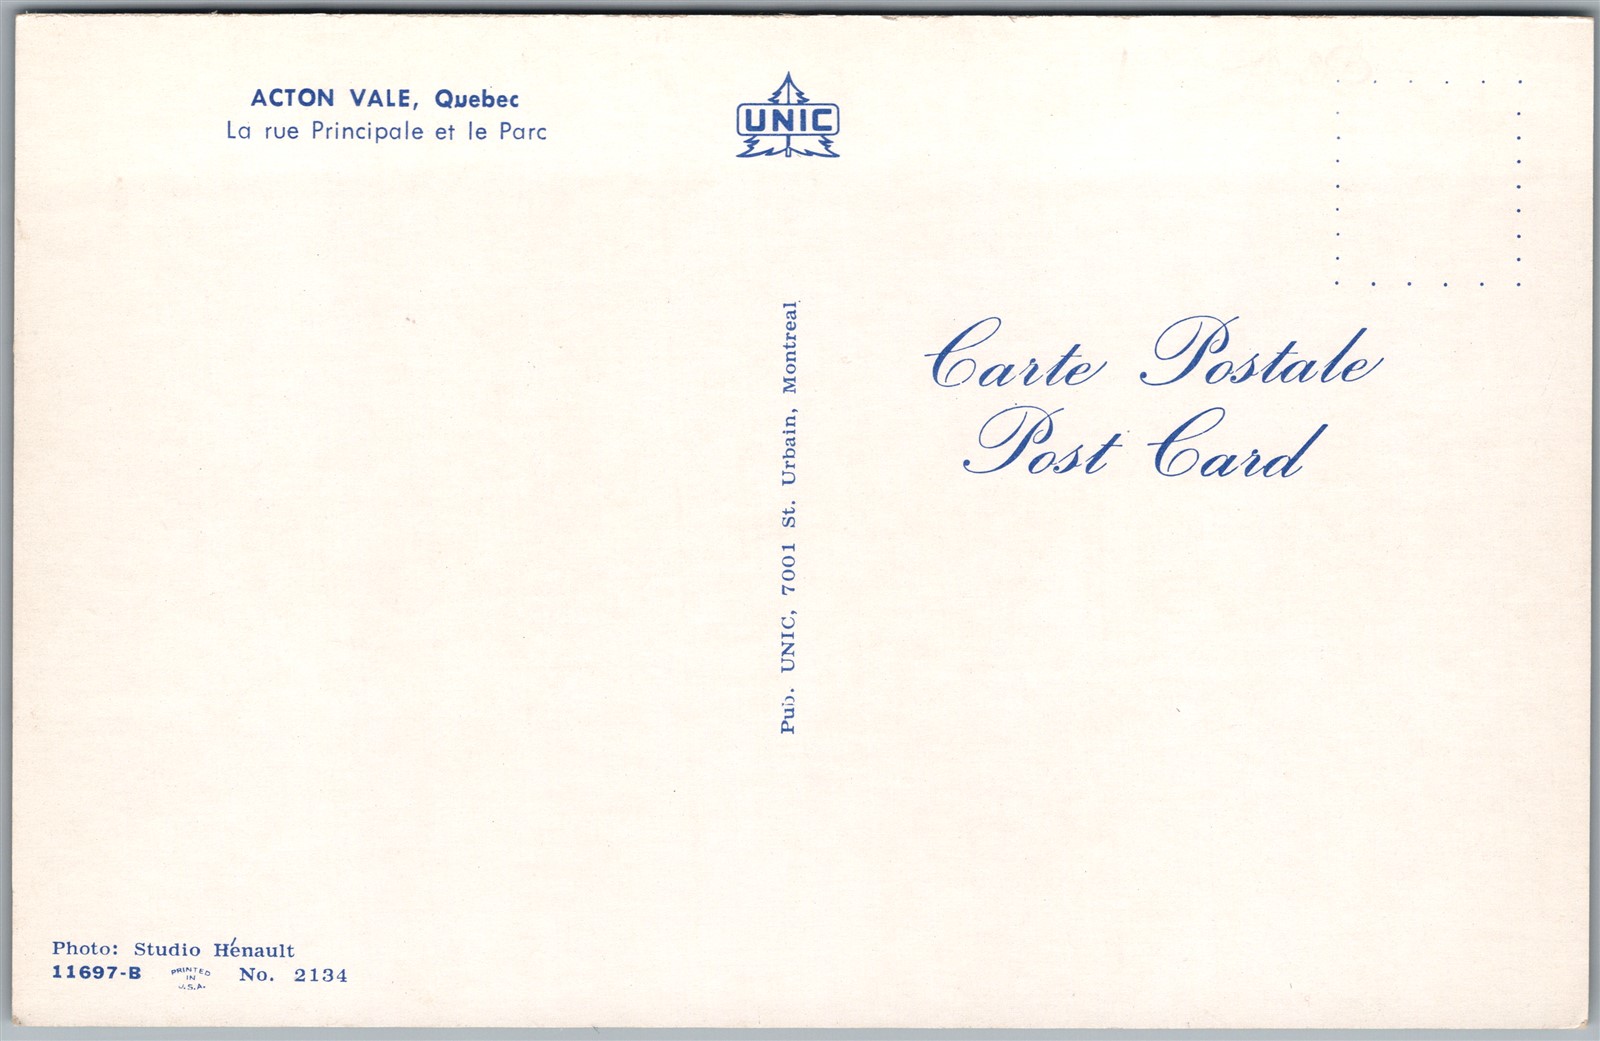 ACTON VALE, Quebec
La rue Principale et le Parc
UNIC
Pub. UNIC, 7001 St. Urbain, Montreal
Carte Postale
Post Card
Photo: Studio Hénault
11697-B PRINTED IN U.S.A. No. 2134